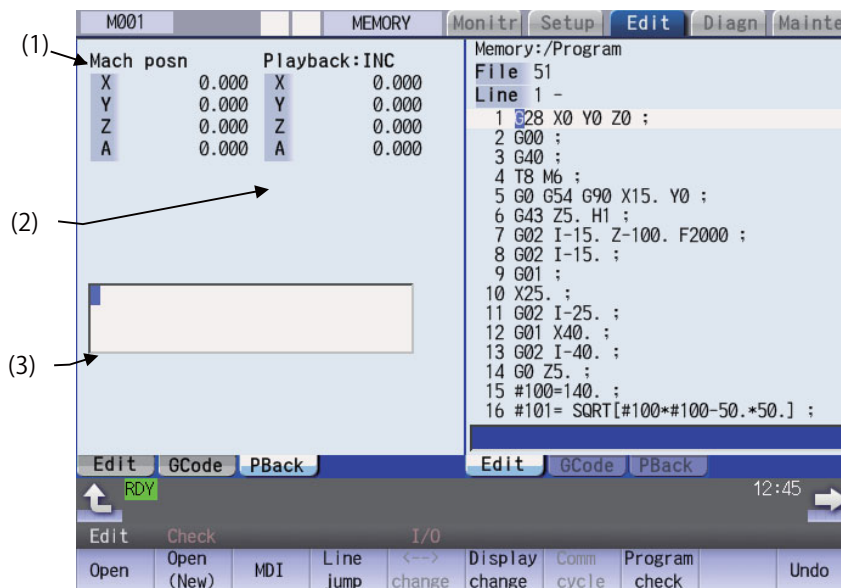 M001 MEMORY Monitr Setup Edit Diagn Mainte
(1)
Mach posn Playback:INC
X 0.000 X 0.000
Y 0.000 Y 0.000
Z 0.000 Z 0.000
A 0.000 A 0.000
(2)
(3)
Edit GCode PBack
Memory:/Program
File 51
Line 1 -
1 G28 X0 Y0 Z0 ;
2 G00 ;
3 G40 ;
4 T8 M6 ;
5 G0 G54 G90 X15. Y0 ;
6 G43 Z5. H1 ;
7 G02 I-15. Z-100. F2000 ;
8 G02 I-15. ;
9 G01 ;
10 X25. ;
11 G02 I-25. ;
12 G01 X40. ;
13 G02 I-40. ;
14 G0 Z5. ;
15 #100=140. ;
16 #101= SQRT[#100*#100-50.*50.] ;
Edit GCode PBack
RDY 12:45
Edit Check I/O
Open
Open
(New)
MDI
Line
jump
<-->
change
Display
change
Comm
cycle
Program
check
Undo